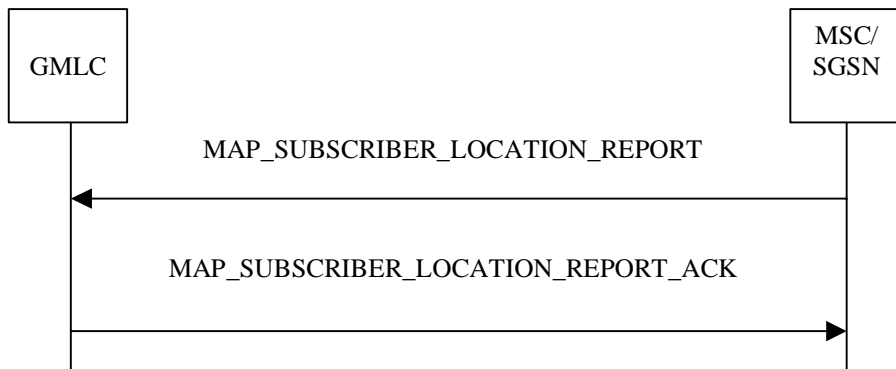 GMLC
MSC/
SGSN
MAP_SUBSCRIBER_LOCATION_REPORT
MAP_SUBSCRIBER_LOCATION_REPORT_ACK